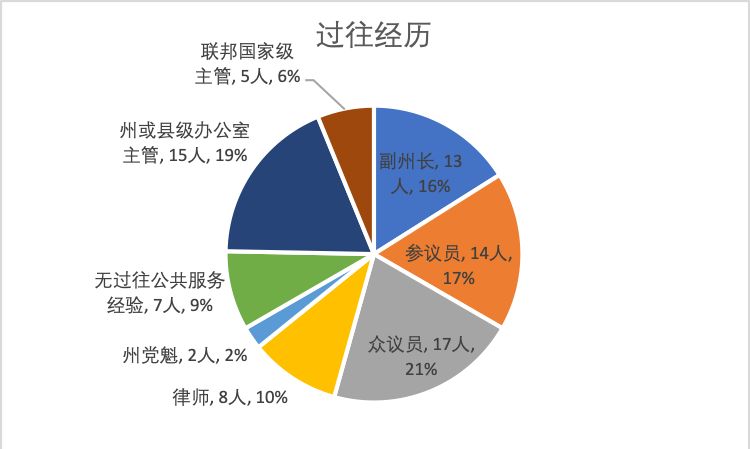 过往经历
联邦国家级
主管, 5人, 6%
州或县级办公室
主管, 15人, 19%
副州长, 13
人, 16%
参议员, 14人,
17%
无过往公共服务
经验, 7人, 9%
众议员, 17人,
21%
州党魁, 2人, 2%
律师, 8人, 10%